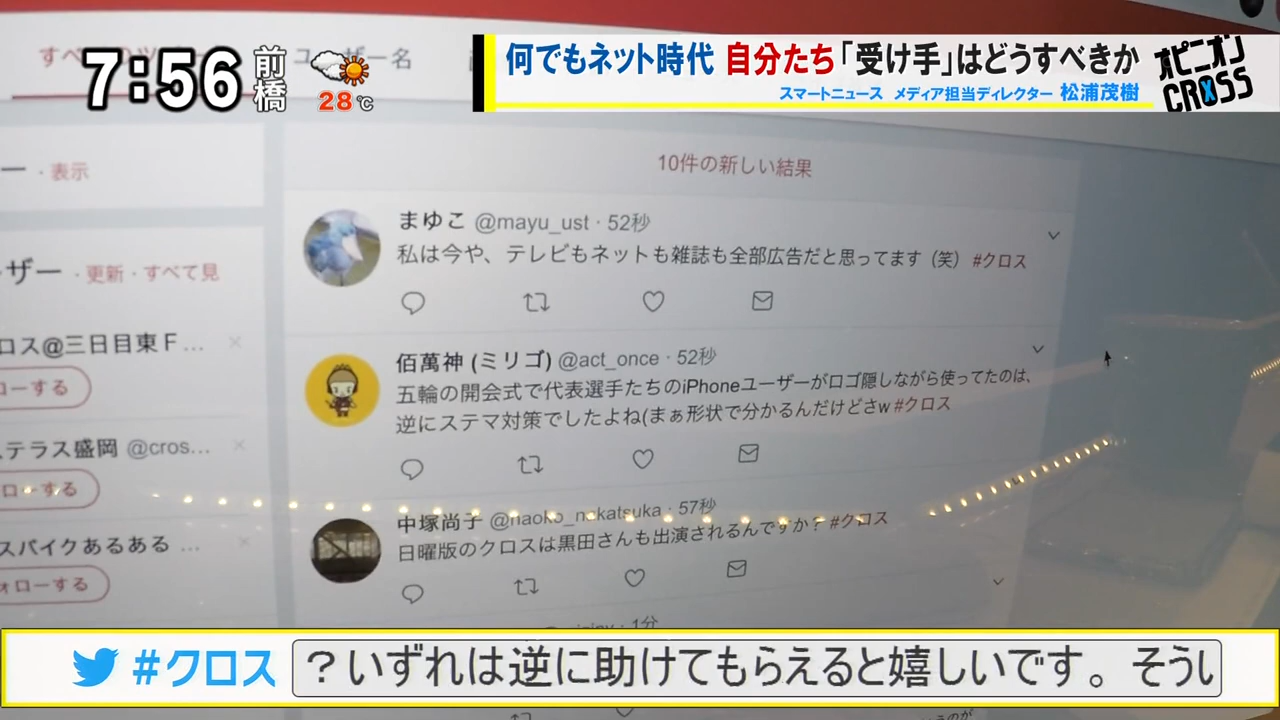 7:56
前橋
28℃
何でもネット時代 自分たち「受け手」はどうすべきか
スマートニュース メディア担当ディレクター 松浦茂樹
オピニオン
CROSS
ユーザー名
・表示
10件の新しい結果
まゆこ @mayu_ust・52秒
私は今や、テレビもネットも雑誌も全部広告だと思ってます（笑）#クロス
ザー ・更新・すべて見
ロス@三日目東F...
ローする
佰萬神 (ミリゴ) @act_once・52秒
五輪の開会式で代表選手たちのiPhoneユーザーがロゴ隠しながら使ってたのは、
逆にステマ対策でしたよね(まぁ形状で分かるんだけどさw #クロス
テラス盛岡 @cros...
ローする
中塚尚子 @naoko_nakatsuka・57秒
日曜版のクロスは黒田さんも出演されるんですか？ #クロス
スバイクあるある ...
ォローする
1分
#クロス
？いずれは逆に助けてもらえると嬉しいです。そうい